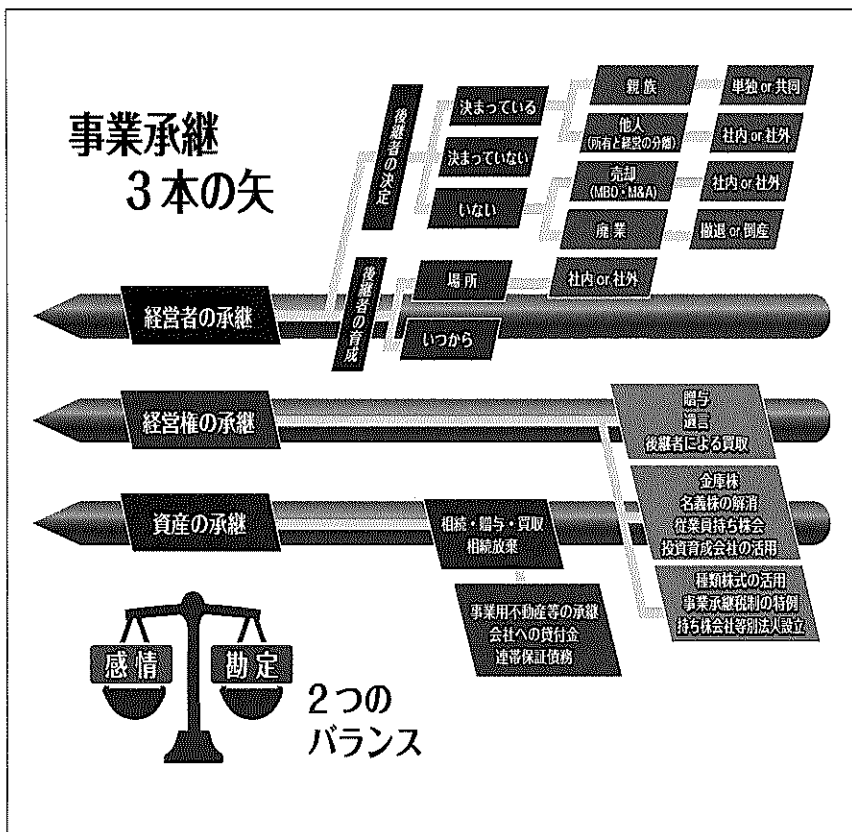 事業承継
3本の矢
後継者の決定
決まっている
親族
単独 or 共同
他人
(所有と経営の分離)
社内 or 社外
決まっていない
いない
売却
(MBO・M&A)
社内 or 社外
廃業
撤退 or 倒産
後継者の育成
場所
社内 or 社外
いつから
経営者の承継
経営権の承継
贈与
遺言
後継者による買取
金庫株
名義株の解消
従業員持ち株会
投資育成会社の活用
種類株式の活用
事業承継税制の特例
持ち株会社等別法人設立
資産の承継
相続・贈与・買取
相続放棄
事業用不動産等の承継
会社への貸付金
連帯保証債務
感情
勘定
2つの
バランス